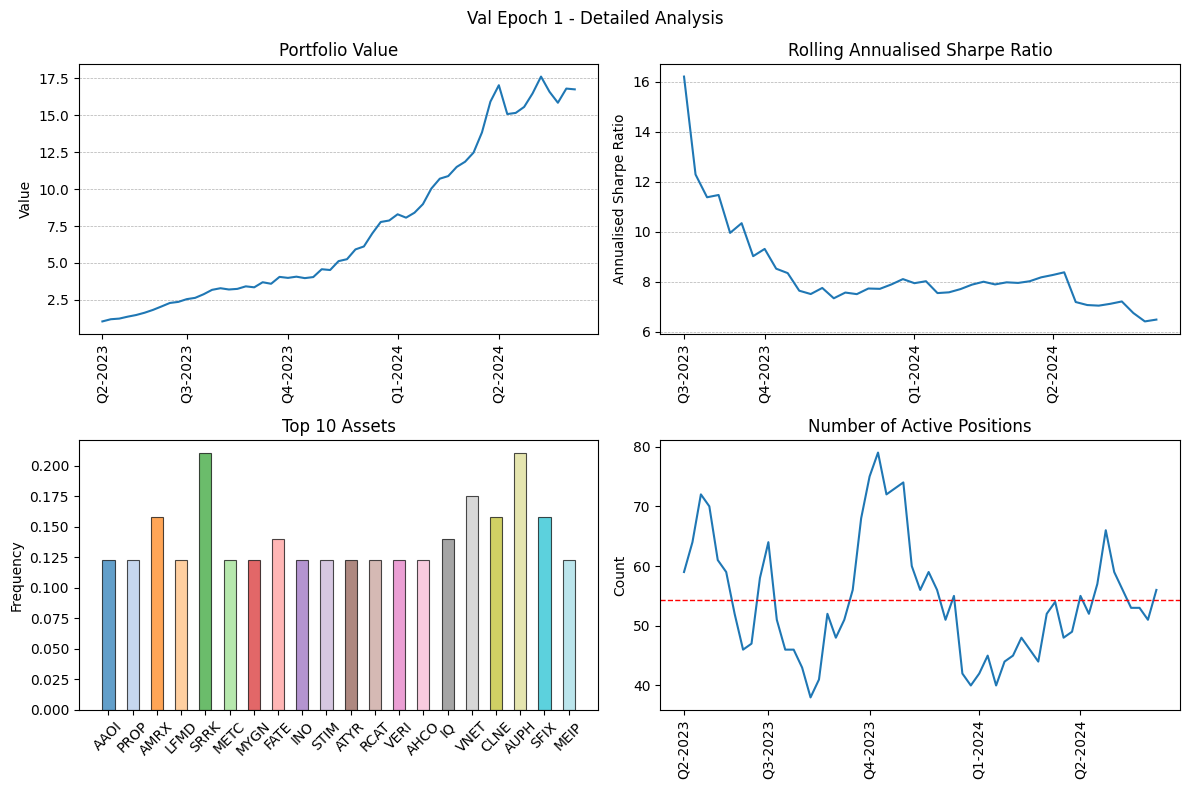 Val Epoch 1 - Detailed Analysis
Portfolio Value
Value
17.5
15.0
12.5
10.0
7.5
5.0
2.5
Q2-2023
Q3-2023
Q4-2023
Q1-2024
Q2-2024
Rolling Annualised Sharpe Ratio
Annualised Sharpe Ratio
16
14
12
10
8
6
Q3-2023
Q4-2023
Q1-2024
Q2-2024
Top 10 Assets
Frequency
0.200
0.175
0.150
0.125
0.100
0.075
0.050
0.025
0.000
AAOI
PROP
AMRX
LFMD
SRRK
METC
MYGN
FATE
INO
STIM
ATYR
RCAT
VERI
AHCO
IQ
VNET
CLNE
AUPH
SFIX
MEIP
Number of Active Positions
Count
80
70
60
50
40
Q2-2023
Q3-2023
Q4-2023
Q1-2024
Q2-2024